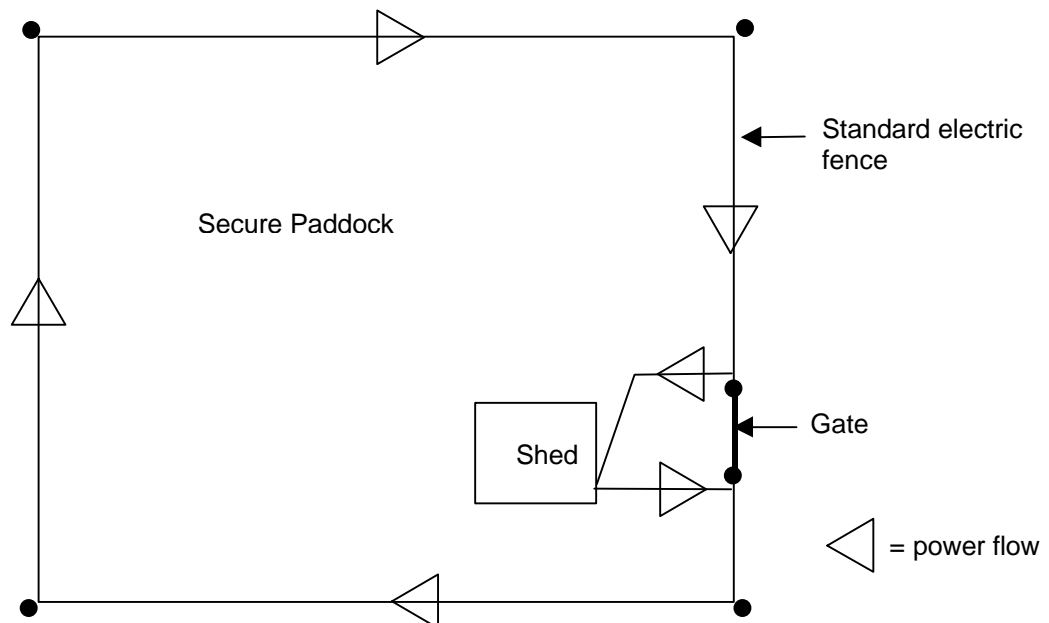 Standard electric
fence
Secure Paddock
Gate
Shed
= power flow